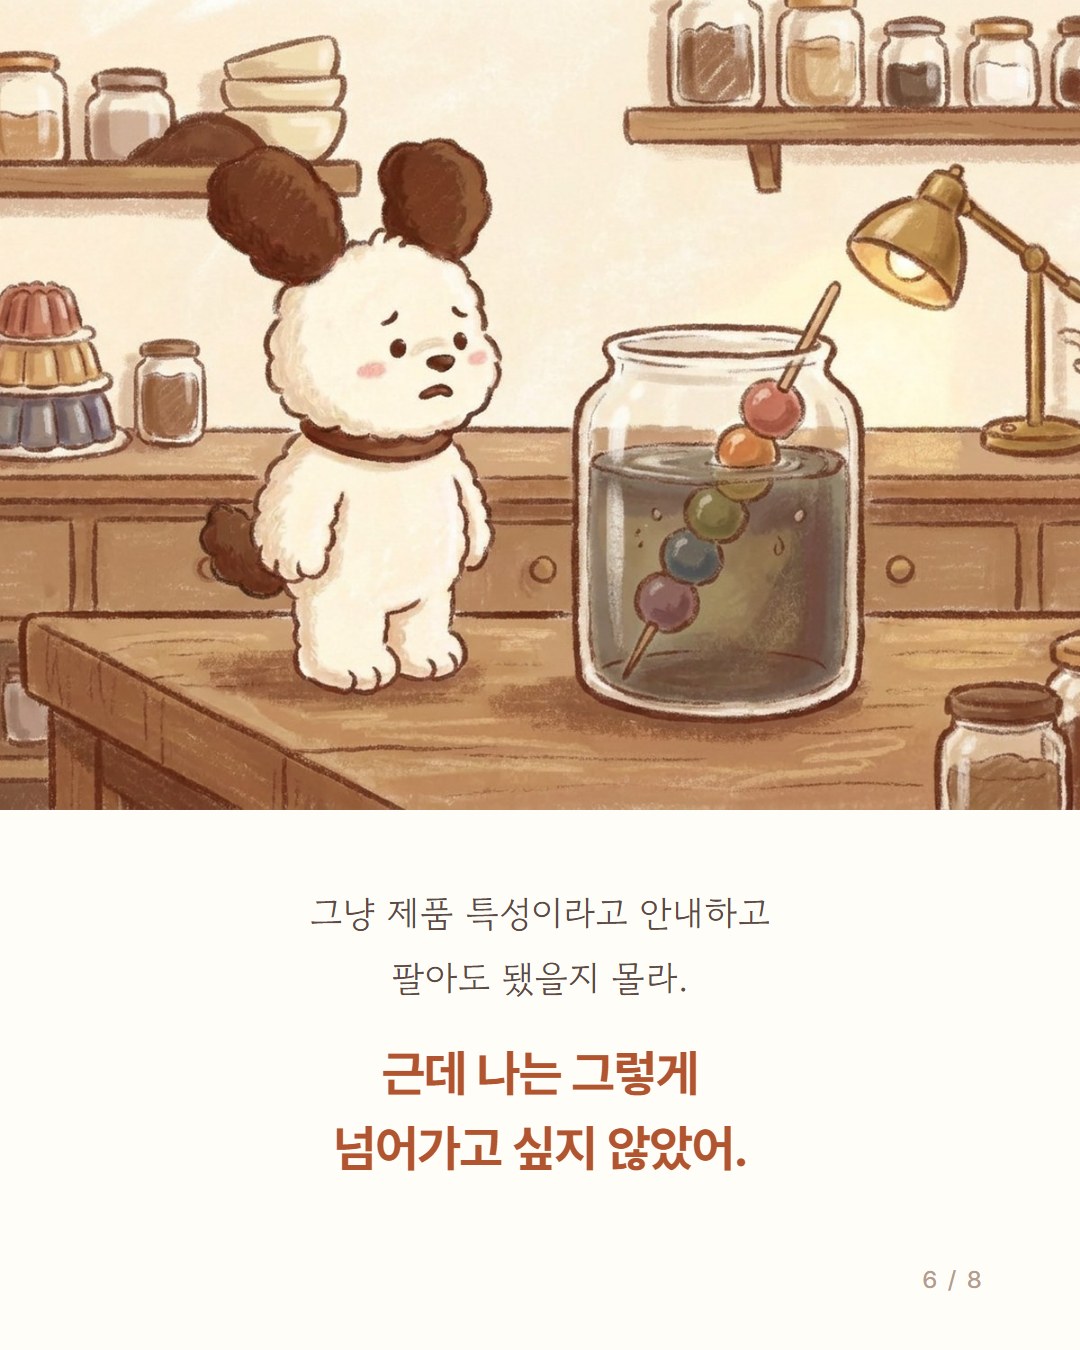 그냥 제품 특성이라고 안내하고
팔아도 됐을지 몰라.
근데 나는 그렇게
넘어가고 싶지 않았어.
6 / 8